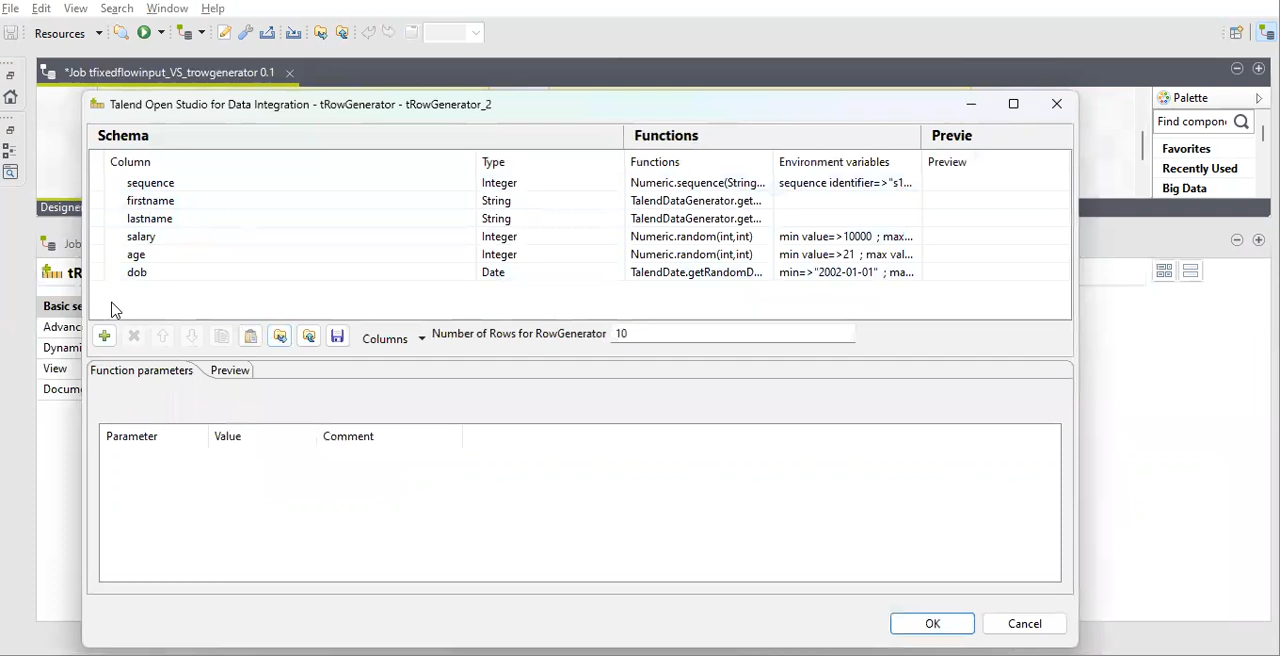 File Edit View Search Window Help
Resources
*Job tfixedflowinput_VS_trowgenerator 0.1
Talend Open Studio for Data Integration - tRowGenerator - tRowGenerator_2
Palette
Find compon
Favorites
Recently Used
Big Data
Schema Functions Previe
Column Type Functions Environment variables Preview
sequence Integer Numeric.sequence(String... sequence identifier=>"s1...
firstname String TalendDataGenerator.get...
lastname String TalendDataGenerator.get...
salary Integer Numeric.random(int,int) min value=>10000 ; max...
age Integer Numeric.random(int,int) min value=>21 ; max val...
dob Date TalendDate.getRandomD... min=>"2002-01-01" ; ma...
Designe
Job
tR
Basic se
Advanc
Dynami
View
Docum
Columns Number of Rows for RowGenerator 10
Function parameters Preview
Parameter Value Comment
OK Cancel